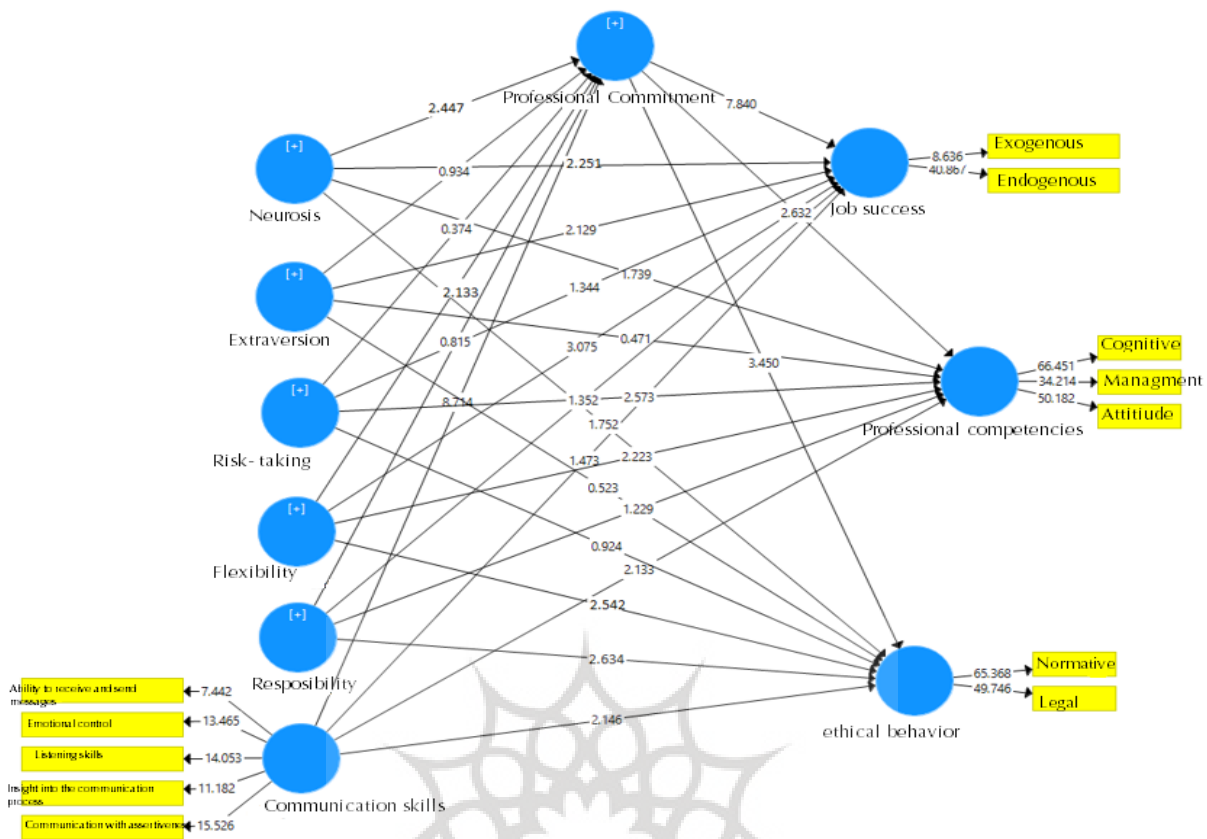 [+]
Professional Commitment
2.447
7.840
[+]
Neurosis
0.934
2.251
8.636
40.867
Exogenous
Endogenous
Job success
0.374
2.129
2.632
[+]
Extraversion
2.133
1.344
1.739
0.815
3.075
0.471
3.450
[+]
Risk-taking
8.714
1.352
2.573
1.752
66.451
34.214
50.182
Cognitive
Managment
Attitiude
Professional competencies
1.473
2.223
0.523
1.229
[+]
Flexibility
0.924
2.133
2.542
[+]
Resposibility
2.634
2.146
65.368
49.746
Normative
Legal
ethical behavior
Ability to receive and send
messages
7.442
Emotional control
13.465
Listening skills
14.053
Insight into the communication
process
11.182
Communication with assertivenes
15.526
Communication skills